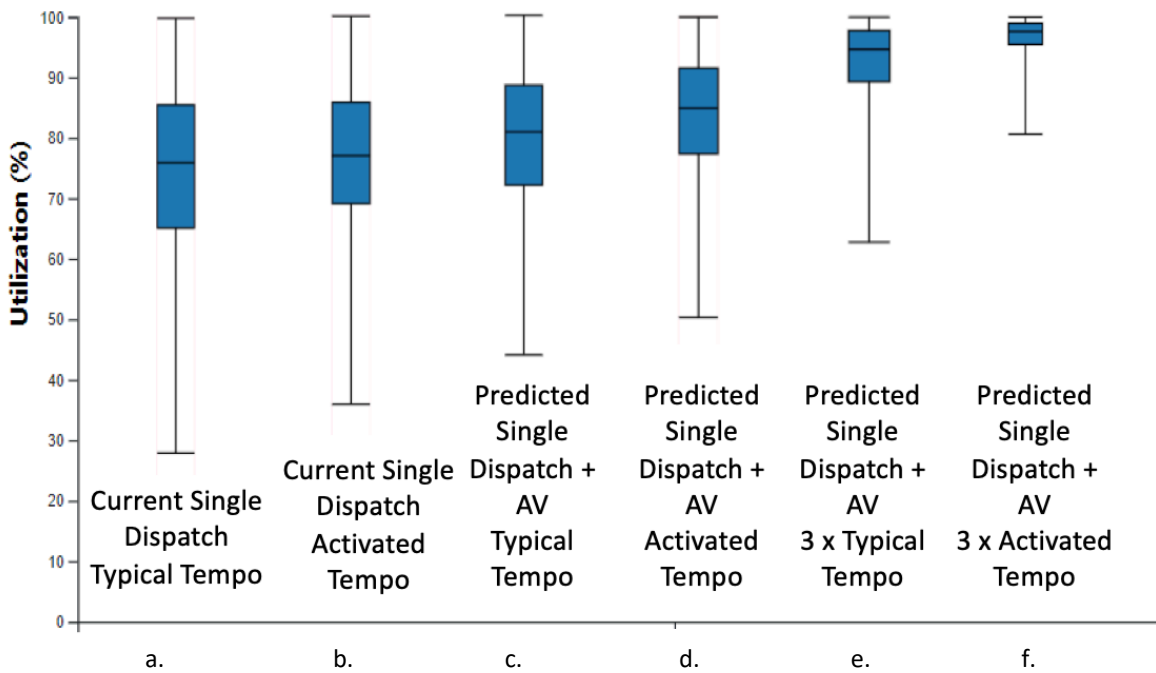 100
90
80
70
60
50
40
30
20
10
0
Utilization (%)
Current Single
Dispatch
Typical Tempo
Current Single
Dispatch
Activated
Tempo
Predicted
Single
Dispatch +
AV
Typical
Tempo
Predicted
Single
Dispatch +
AV
Activated
Tempo
Predicted
Single
Dispatch +
AV
3 x Typical
Tempo
Predicted
Single
Dispatch +
AV
3 x Activated
Tempo
a.
b.
c.
d.
e.
f.